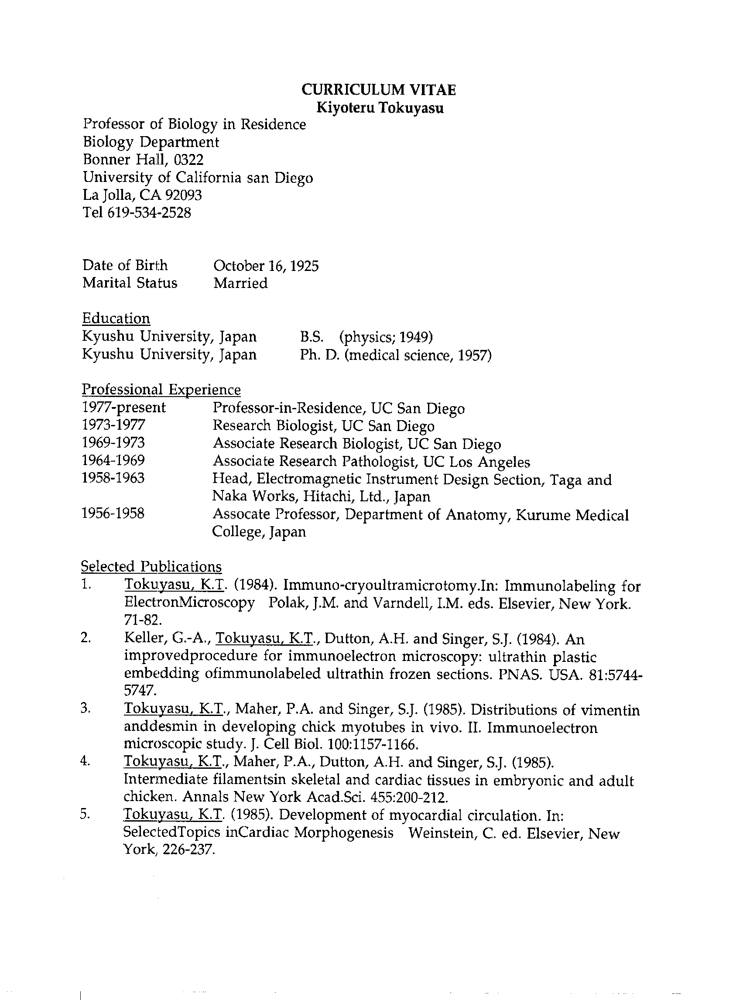 CURRICULUM VITAE
Kiyoteru Tokuyasu
Professor of Biology in Residence
Biology Department
Bonner Hall, 0322
University of California san Diego
La Jolla, CA 92093
Tel 619-534-2528
Date of Birth October 16, 1925
Marital Status Married
Education
Kyushu University, Japan B.S. (physics; 1949)
Kyushu University, Japan Ph. D. (medical science, 1957)
Professional Experience
1977-present Professor-in-Residence, UC San Diego
1973-1977 Research Biologist, UC San Diego
1969-1973 Associate Research Biologist, UC San Diego
1964-1969 Associate Research Pathologist, UC Los Angeles
1958-1963 Head, Electromagnetic Instrument Design Section, Taga and
Naka Works, Hitachi, Ltd., Japan
1956-1958 Assocate Professor, Department of Anatomy, Kurume Medical
College, Japan
Selected Publications
1. Tokuyasu, K.T. (1984). Immuno-cryoultramicrotomy.In: Immunolabeling for
ElectronMicroscopy Polak, J.M. and Varndell, I.M. eds. Elsevier, New York.
71-82.
2. Keller, G.-A., Tokuyasu, K.T., Dutton, A.H. and Singer, S.J. (1984). An
improvedprocedure for immunoelectron microscopy: ultrathin plastic
embedding ofimmunolabeled ultrathin frozen sections. PNAS. USA. 81:5744-
5747.
3. Tokuyasu, K.T., Maher, P.A. and Singer, S.J. (1985). Distributions of vimentin
anddesmin in developing chick myotubes in vivo. II. Immunoelectron
microscopic study. J. Cell Biol. 100:1157-1166.
4. Tokuyasu, K.T., Maher, P.A., Dutton, A.H. and Singer, S.J. (1985).
Intermediate filamentsin skeletal and cardiac tissues in embryonic and adult
chicken. Annals New York Acad.Sci. 455:200-212.
5. Tokuyasu, K.T. (1985). Development of myocardial circulation. In:
SelectedTopics inCardiac Morphogenesis Weinstein, C. ed. Elsevier, New
York, 226-237.